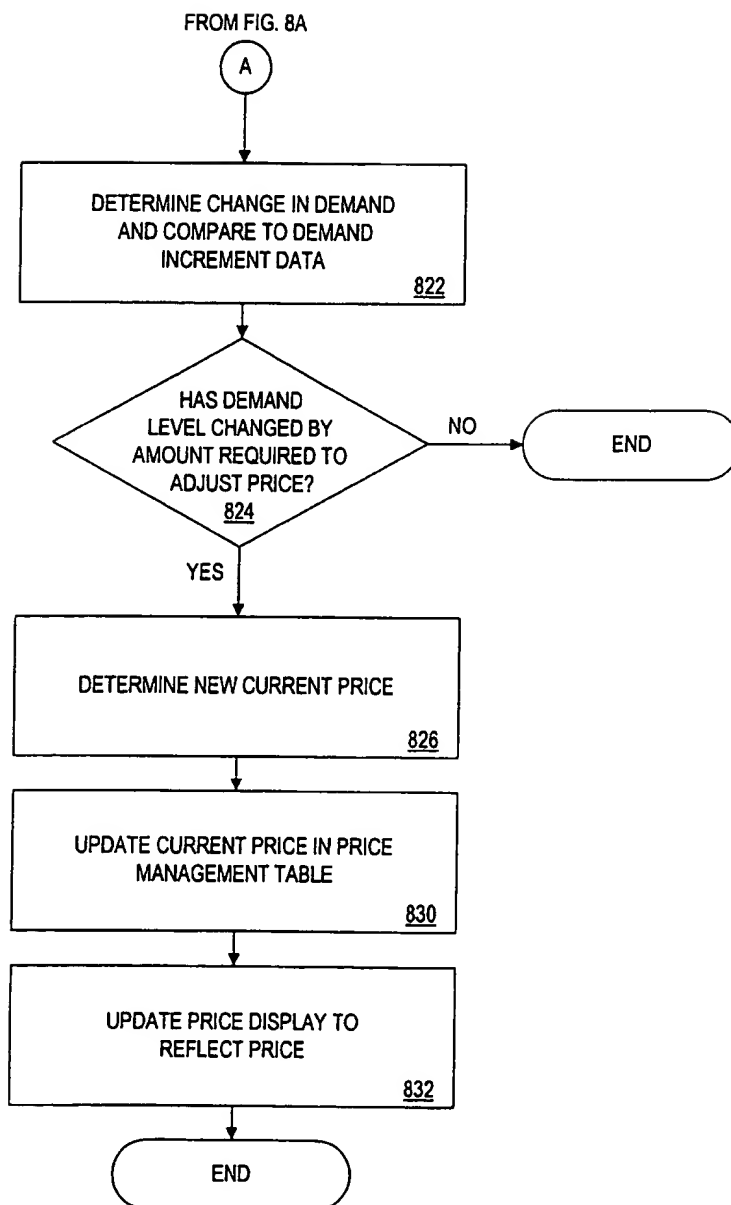 FROM FIG. 8A
A
DETERMINE CHANGE IN DEMAND
AND COMPARE TO DEMAND
INCREMENT DATA
822
HAS DEMAND
LEVEL CHANGED BY
AMOUNT REQUIRED TO
ADJUST PRICE?
824
NO
END
YES
DETERMINE NEW CURRENT PRICE
826
UPDATE CURRENT PRICE IN PRICE
MANAGEMENT TABLE
830
UPDATE PRICE DISPLAY TO
REFLECT PRICE
832
END